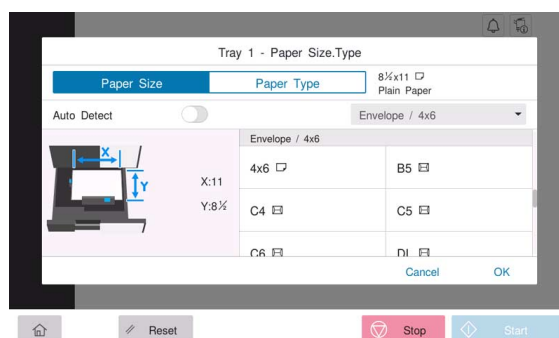 Tray 1 - Paper Size.Type
Paper Size
Paper Type
8½x11
Plain Paper
Auto Detect
Envelope / 4x6
X
Y
X:11
Y:8½
Envelope / 4x6
4x6
B5
C4
C5
C6
DL
Cancel
OK
Reset
Stop
Start